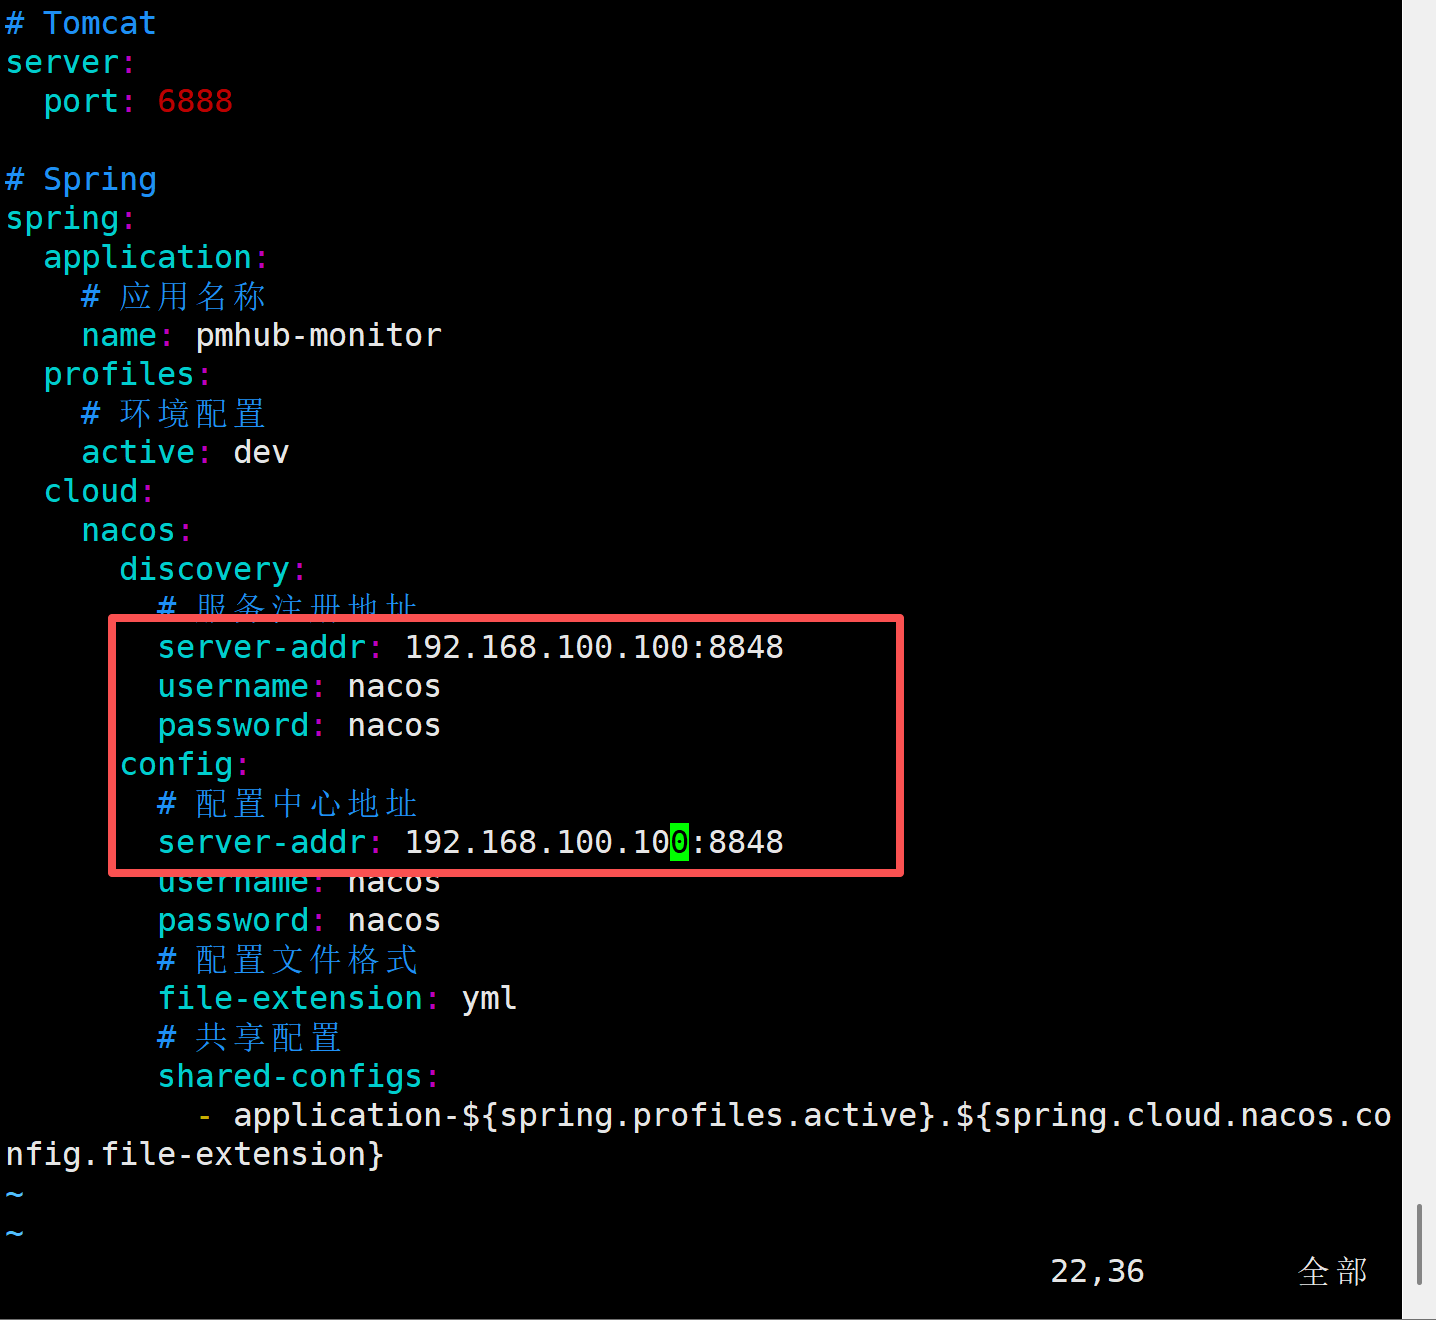 # Tomcat
server:
  port: 6888

# Spring
spring:
  application:
    # 应用名称
    name: pmhub-monitor
  profiles:
    # 环境配置
    active: dev
  cloud:
    nacos:
      discovery:
        # 服务注册地址
        server-addr: 192.168.100.100:8848
        username: nacos
        password: nacos
      config:
        # 配置中心地址
        server-addr: 192.168.100.100:8848
        username: nacos
        password: nacos
        # 配置文件格式
        file-extension: yml
        # 共享配置
        shared-configs:
          - application-${spring.profiles.active}.${spring.cloud.nacos.co
nfig.file-extension}
~
~
22,36 全部